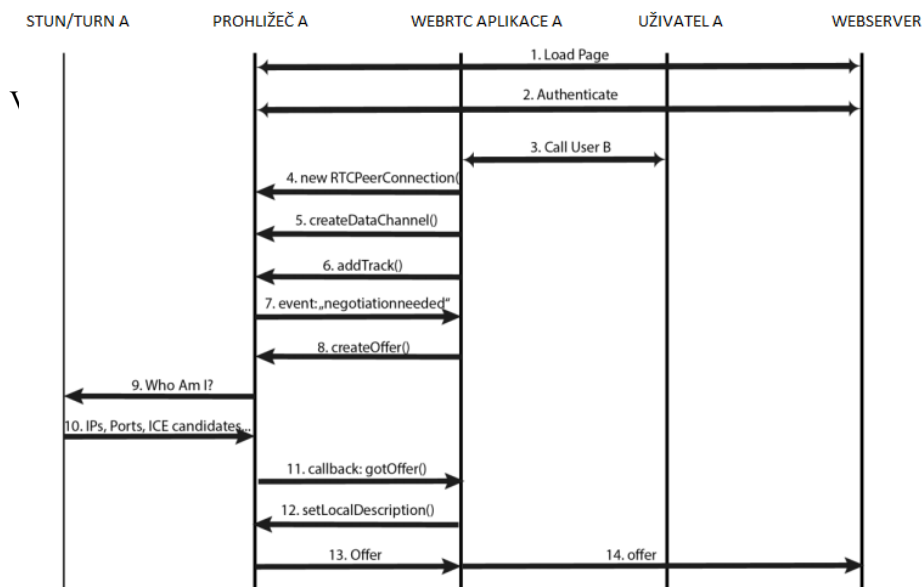 STUN/TURN A PROHLÍŽEČ A WEBRTC APLIKACE A UŽIVATEL A WEBSERVER
1. Load Page
2. Authenticate
3. Call User B
4. new RTCPeerConnection(
5. createDataChannel()
6. addTrack()
7. event:„negotiationneeded“
8. createOffer()
9. Who Am I?
10. IPs, Ports, ICE candidates...
11. callback: gotOffer()
12. setLocalDescription()
13. Offer 14. offer